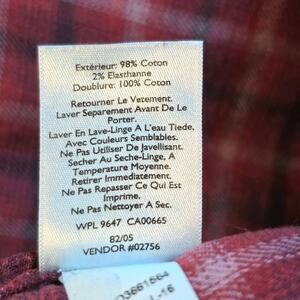 Extérieur: 98% Coton
2% Elasthanne
Doublure: 100% Coton
Retourner Le Vetement.
Laver Separement Avant De Le
Porter.
Laver En Lave-Linge A L'eau Tiede,
Avec Couleurs Semblables.
Ne Pas Utiliser De Javellisant.
Secher Au Seche-Linge, A
Temperature Moyenne.
Retirer Immediatement.
Ne Pas Repasser Ce Qui Est
Imprime.
Ne Pas Nettoyer A Sec.
WPL 9647 CA00665
82/05
VENDOR #02756